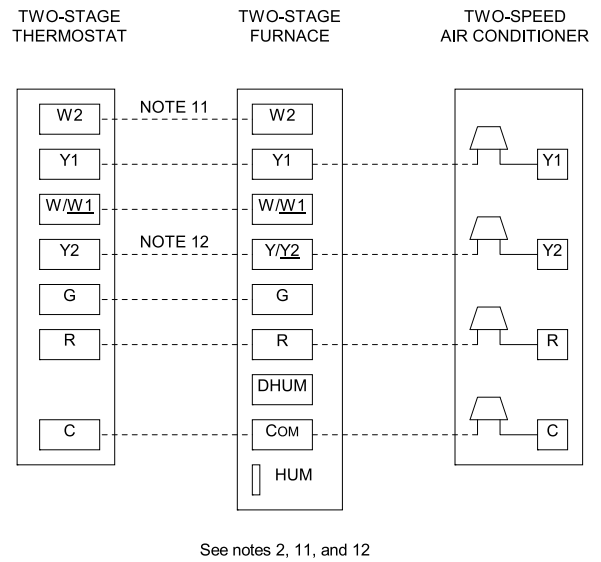 TWO-STAGE THERMOSTAT
TWO-STAGE FURNACE
TWO-SPEED AIR CONDITIONER
W2 NOTE 11 W2
Y1 Y1 Y1
W/W1 W/W1
Y2 NOTE 12 Y/Y2 Y2
G G
R R R
DHUM
C COM C
HUM
See notes 2, 11, and 12